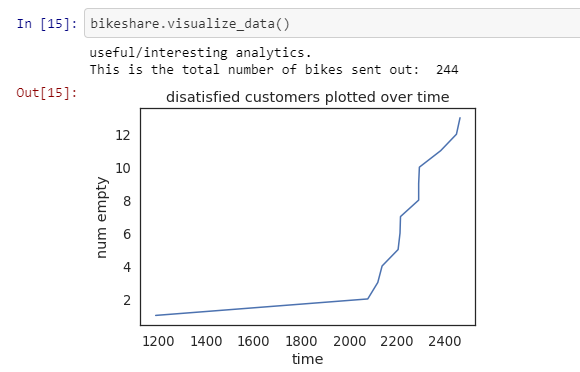 In [15]: bikeshare.visualize_data()
useful/interesting analytics.
This is the total number of bikes sent out:  244
Out[15]:
disatisfied customers plotted over time
num empty
12
10
8
6
4
2
1200 1400 1600 1800 2000 2200 2400
time